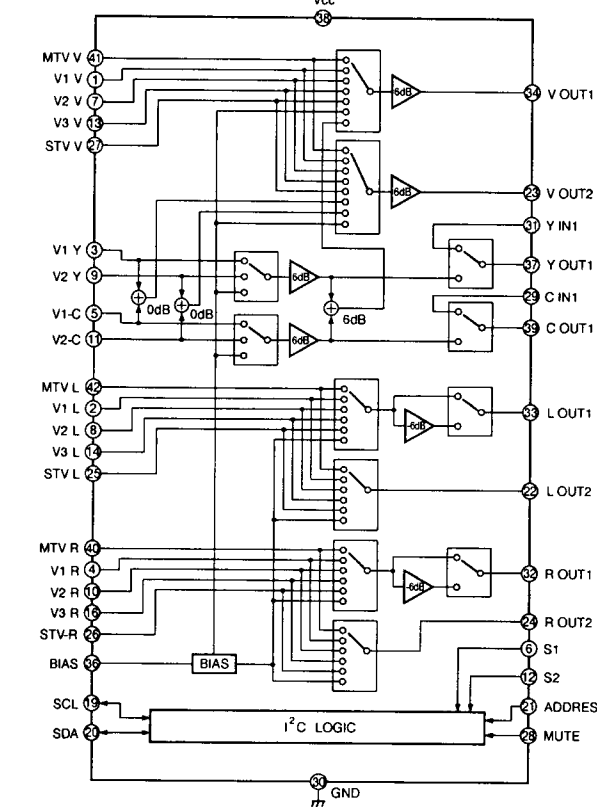 Vcc
38
MTV V 41
V1 V 1
V2 V 7
V3 V 13
STV V 27
6dB
34 V OUT1
6dB
23 V OUT2
31 Y IN1
V1 Y 3
V2 Y 9
6dB
37 Y OUT1
0dB
0dB
29 C IN1
V1-C 5
6dB
V2-C 11
6dB
39 C OUT1
MTV L 42
V1 L 2
V2 L 8
V3 L 14
STV L 25
-6dB
33 L OUT1
22 L OUT2
MTV R 40
V1 R 4
V2 R 10
V3 R 16
STV-R 26
-6dB
32 R OUT1
24 R OUT2
BIAS 36
BIAS
6 S1
12 S2
SCL 19
SDA 20
I²C LOGIC
21 ADDRES
28 MUTE
30 GND